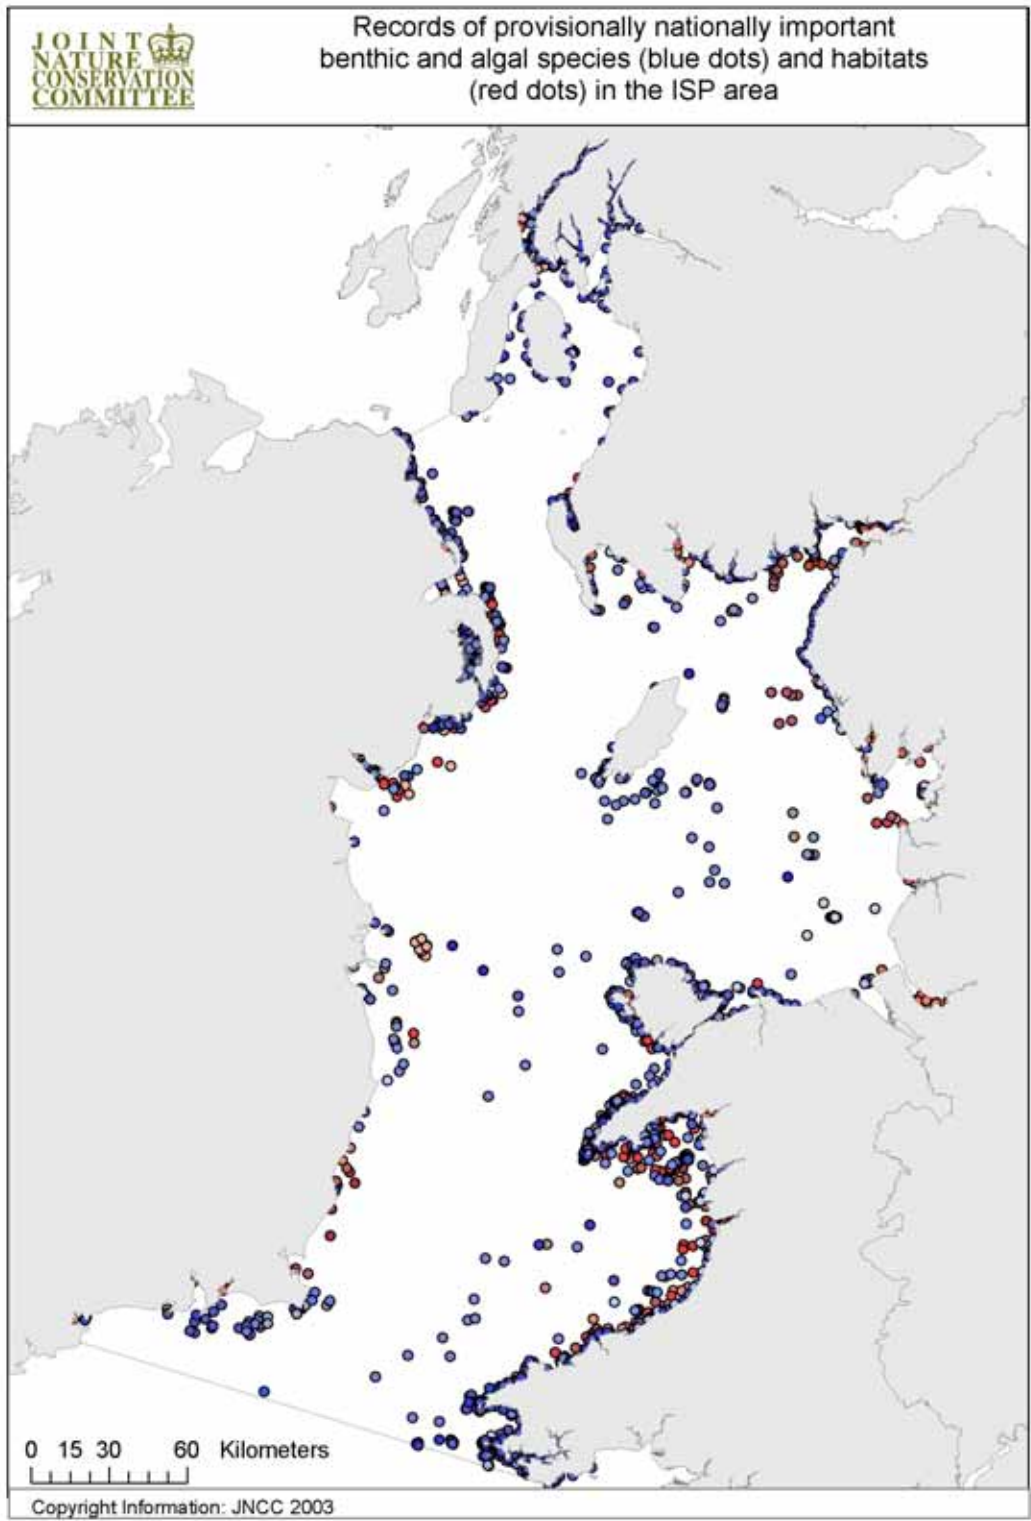 JOINT
NATURE
CONSERVATION
COMMITTEE
Records of provisionally nationally important
benthic and algal species (blue dots) and habitats
(red dots) in the ISP area
0 15 30 60 Kilometers
Copyright Information: JNCC 2003